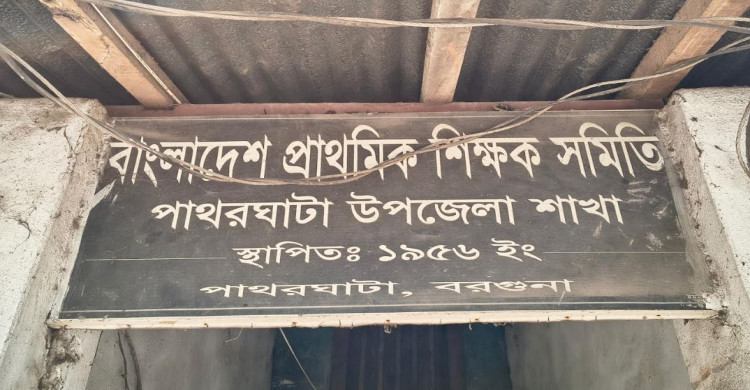 বাংলাদেশ প্রাথমিক শিক্ষক সমিতি
পাথরঘাটা উপজেলা শাখা
স্থাপিতঃ ১৯৫৬ ইং
পাথরঘাটা, বরগুনা